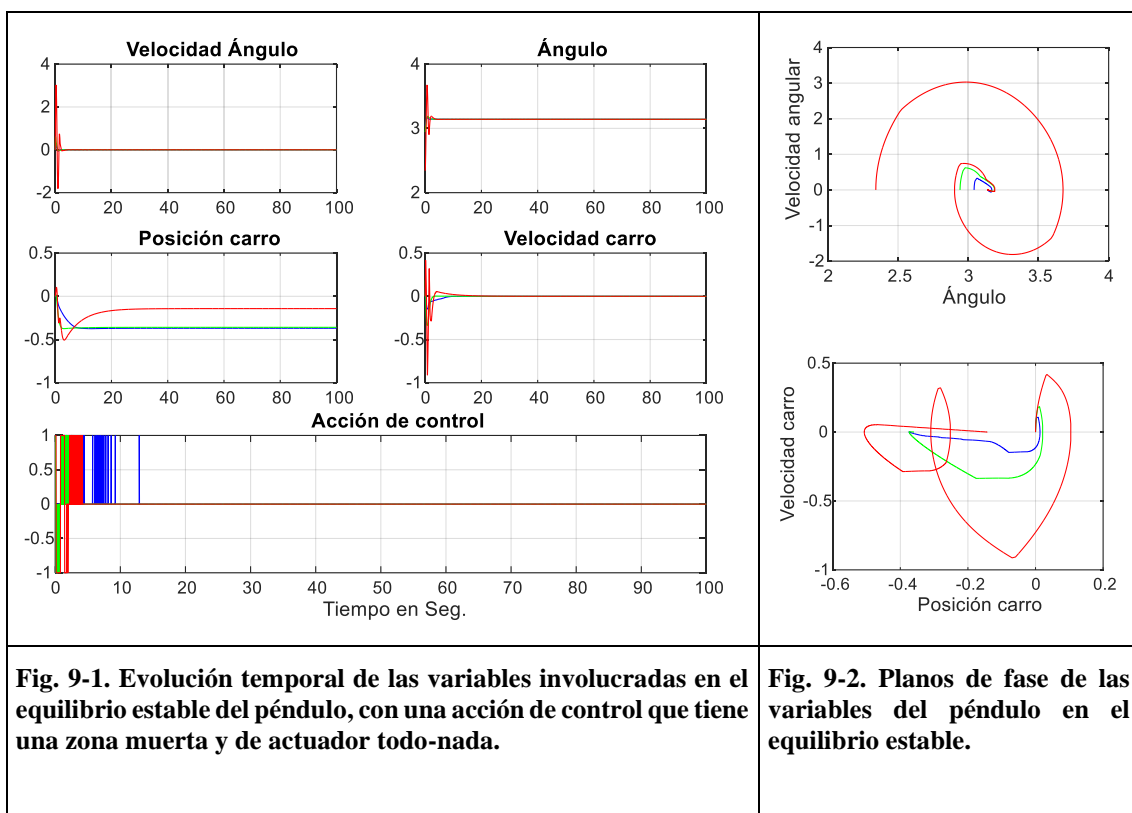 Velocidad Ángulo
4
2
0
-2
0 20 40 60 80 100
Ángulo
4
3
2
0 20 40 60 80 100
Posición carro
0.5
0
-0.5
-1
0 20 40 60 80 100
Velocidad carro
0.5
0
-0.5
-1
0 20 40 60 80 100
Acción de control
1
0.5
0
-0.5
-1
0 10 20 30 40 50 60 70 80 90 100
Tiempo en Seg.
Velocidad angular
4
3
2
1
0
-1
-2
2 2.5 3 3.5 4
Ángulo
Velocidad carro
0.5
0
-0.5
-1
-0.6 -0.4 -0.2 0 0.2
Posición carro
Fig. 9-1. Evolución temporal de las variables involucradas en el
equilibrio estable del péndulo, con una acción de control que tiene
una zona muerta y de actuador todo-nada.
Fig. 9-2. Planos de fase de las
variables del péndulo en el
equilibrio estable.